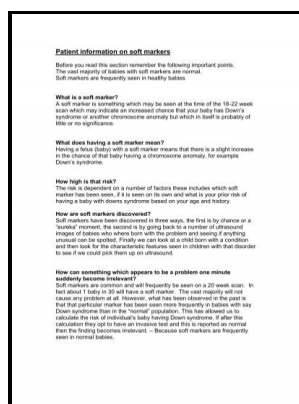 Patient information on soft markers
Before you read this section remember the following important points.
The vast majority of babies with soft markers are normal.
Soft markers are frequently seen in healthy babies
What is a soft marker?
A soft marker is something which may be seen at the time of the 18-22 week
scan which may indicate an increased chance that your baby has Down's
syndrome or another chromosome anomaly but which in itself is probably of
little or no significance.
What does having a soft marker mean?
Having a fetus (baby) with a soft marker means that there is a slight increase
in the chance of that baby having a chromosome anomaly, for example
Down's syndrome.
How high is that risk?
The risk is dependent on a number of factors these includes which soft
marker has been seen, if it is seen on its own and what is your prior risk of
having a baby with downs syndrome based on your age and history.
How are soft markers discovered?
Soft markers have been discovered in three ways, the first is by chance or a
"eureka" moment, the second is by going back to a number of ultrasound
images of babies who where born with the problem and seeing if anything
unusual can be spotted. Finally we can look at a child born with a condition
and then look for the characteristic features seen in children with that disorder
to see if we could pick them up on ultrasound.
How can something which appears to be a problem one minute
suddenly become irrelevant?
Soft markers are common and will frequently be seen on a 20 week scan. In
fact about 1 baby in 30 will have a soft marker. The vast majority will not
cause any problem at all. However, what has been observed in the past is
that that particular marker has been seen more frequently in babies with say
Down syndrome than in the "normal" population. This has allowed us to
calculate the risk of individual's baby having Down syndrome. If after this
calculation they opt to have an invasive test and this is reported as normal
then the finding becomes irrelevant. – Because soft markers are frequently
seen in normal babies.